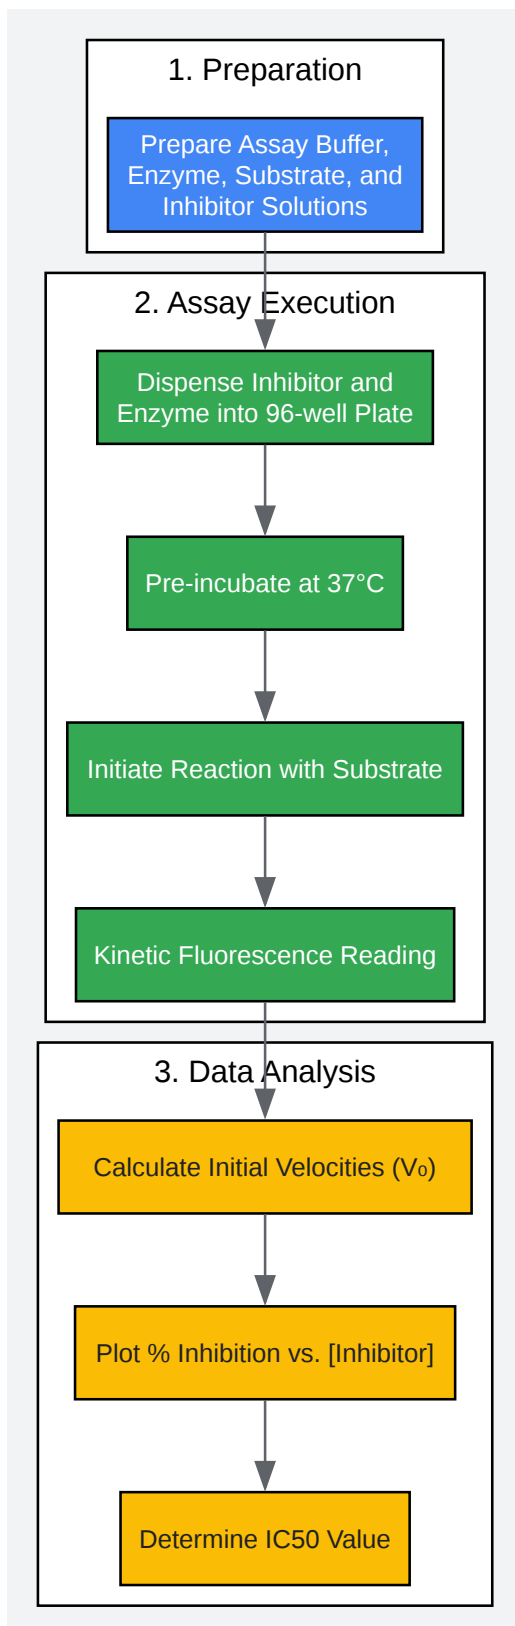 1. Preparation
Prepare Assay Buffer,
Enzyme, Substrate, and
Inhibitor Solutions
2. Assay Execution
Dispense Inhibitor and
Enzyme into 96-well Plate
Pre-incubate at 37°C
Initiate Reaction with Substrate
Kinetic Fluorescence Reading
3. Data Analysis
Calculate Initial Velocities (V₀)
Plot % Inhibition vs. [Inhibitor]
Determine IC50 Value